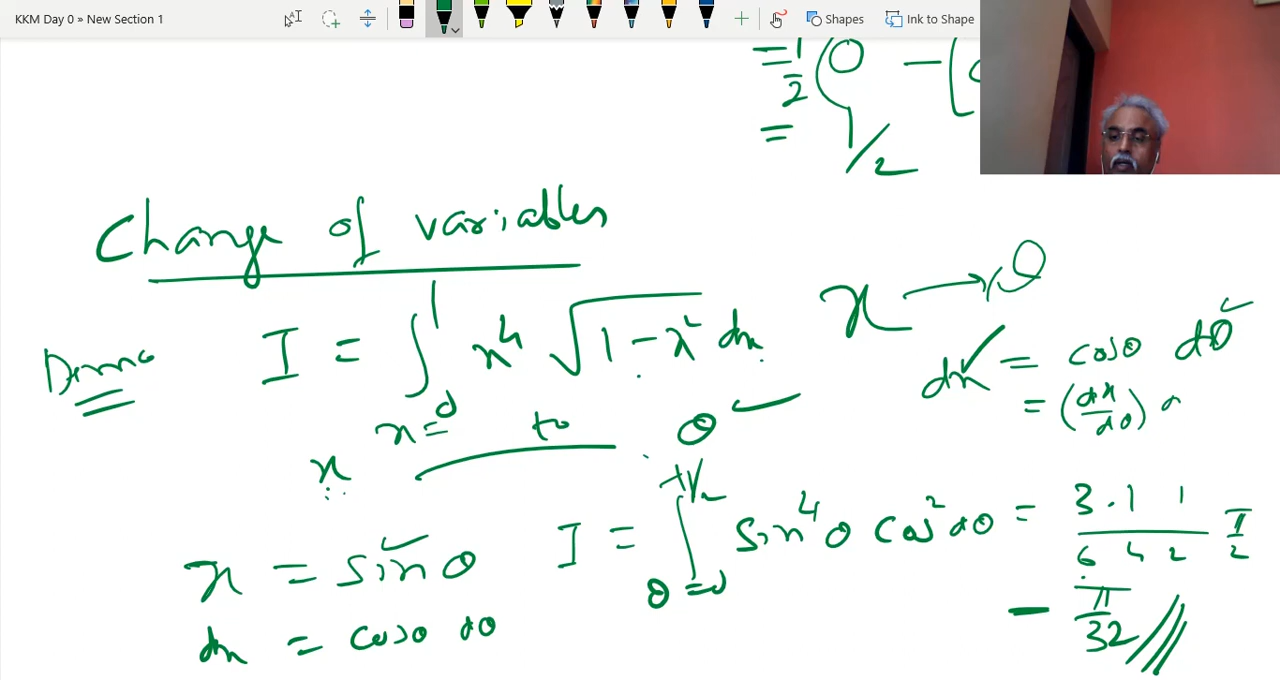 KKM Day 0 » New Section 1
Shapes
Ink to Shape
= 1/2 (0 - (
= 1/2
Change of variables
Demo
I = ∫_{x=0}^{1} x⁴ √(1 - x²) dx
x → θ
dx = cosθ dθ
= (dx/dθ)
x to θ
x = sinθ
I = ∫_{θ=0}^{π/2} sin⁴θ cos² dθ = (3·1 1)/(6 4 2) π/2
dx = cosθ dθ
= π/32